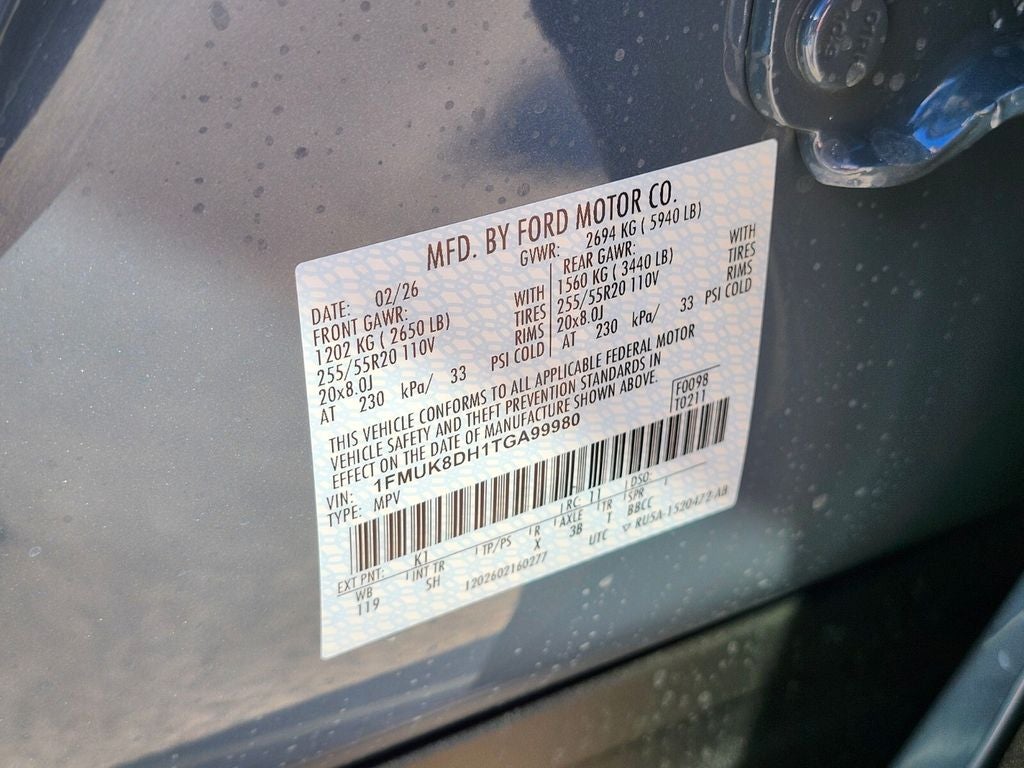 MFD. BY FORD MOTOR CO.
DATE: 02/26
GVWR: 2694 KG ( 5940 LB)
FRONT GAWR:
1202 KG ( 2650 LB) WITH
255/55R20 110V TIRES
20x8.0J RIMS
AT 230 kPa/ 33 PSI COLD
REAR GAWR:
1560 KG ( 3440 LB) WITH
255/55R20 110V TIRES
20x8.0J RIMS
AT 230 kPa/ 33 PSI COLD
THIS VEHICLE CONFORMS TO ALL APPLICABLE FEDERAL MOTOR
VEHICLE SAFETY AND THEFT PREVENTION STANDARDS IN
EFFECT ON THE DATE OF MANUFACTURE SHOWN ABOVE.
F0098
T0211
VIN: 1FMUK8DH1TGA99980
TYPE: MPV
EXT PNT: K1 RC: 11 DSO:
WB INT TR TP/PS R AXLE TR SPR
119 SH X 3B T BBCC
1202602160277 UTC ▽ RU5A-1520472-AB